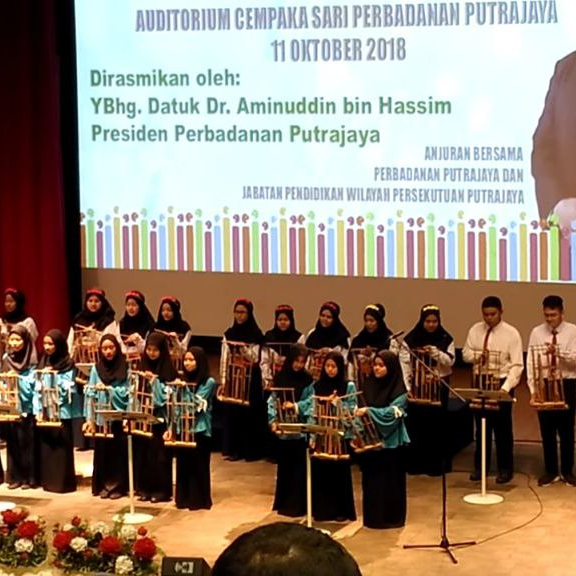 AUDITORIUM CEMPAKA SARI PERBADANAN PUTRAJAYA
11 OKTOBER 2018
Dirasmikan oleh:
YBhg. Datuk Dr. Aminuddin bin Hassim
Presiden Perbadanan Putrajaya
ANJURAN BERSAMA
PERBADANAN PUTRAJAYA DAN
JABATAN PENDIDIKAN WILAYAH PERSEKUTUAN PUTRAJAYA